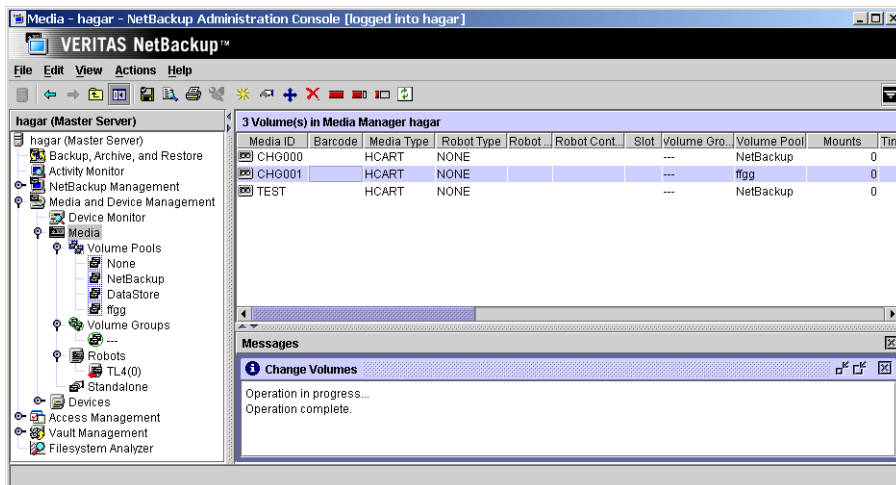 Media - hagar - NetBackup Administration Console [logged into hagar]
VERITAS NetBackup™
File Edit View Actions Help
hagar (Master Server)
hagar (Master Server)
Backup, Archive, and Restore
Activity Monitor
NetBackup Management
Media and Device Management
Device Monitor
Media
Volume Pools
None
NetBackup
DataStore
ffgg
Volume Groups
---
Robots
TL4(0)
Standalone
Devices
Access Management
Vault Management
Filesystem Analyzer
3 Volume(s) in Media Manager hagar
Media ID Barcode Media Type Robot Type Robot ... Robot Cont... Slot Volume Gro... Volume Pool Mounts Tim
CHG000 HCART NONE --- NetBackup 0
CHG001 HCART NONE --- ffgg 0
TEST HCART NONE --- NetBackup 0
Messages
Change Volumes
Operation in progress...
Operation complete.